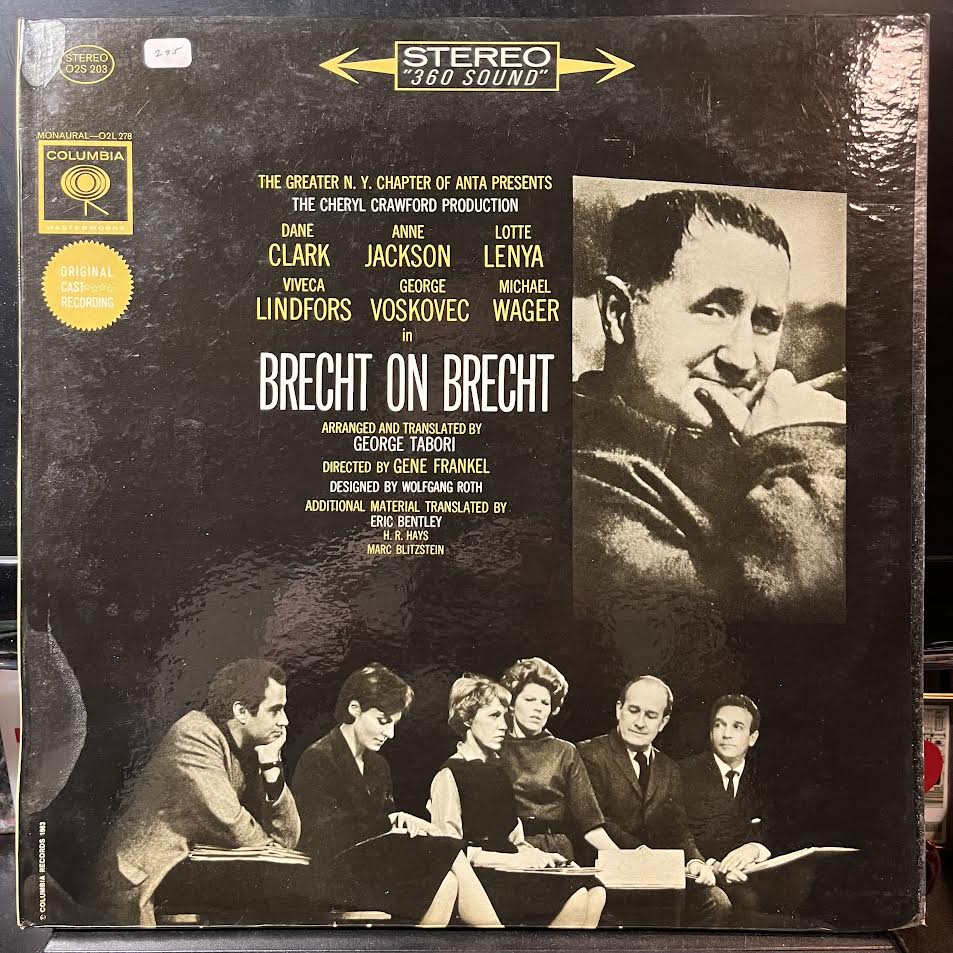 STEREO
O2S 203
295
STEREO
"360 SOUND"
MONAURAL—O2L 278
COLUMBIA
MASTERWORKS
ORIGINAL
CAST☆☆☆
RECORDING
THE GREATER N. Y. CHAPTER OF ANTA PRESENTS
THE CHERYL CRAWFORD PRODUCTION
DANE ANNE LOTTE
CLARK JACKSON LENYA
VIVECA GEORGE MICHAEL
LINDFORS VOSKOVEC WAGER
in
BRECHT ON BRECHT
ARRANGED AND TRANSLATED BY
GEORGE TABORI
DIRECTED BY GENE FRANKEL
DESIGNED BY WOLFGANG ROTH
ADDITIONAL MATERIAL TRANSLATED BY
ERIC BENTLEY
H. R. HAYS
MARC BLITZSTEIN
© COLUMBIA RECORDS 1963